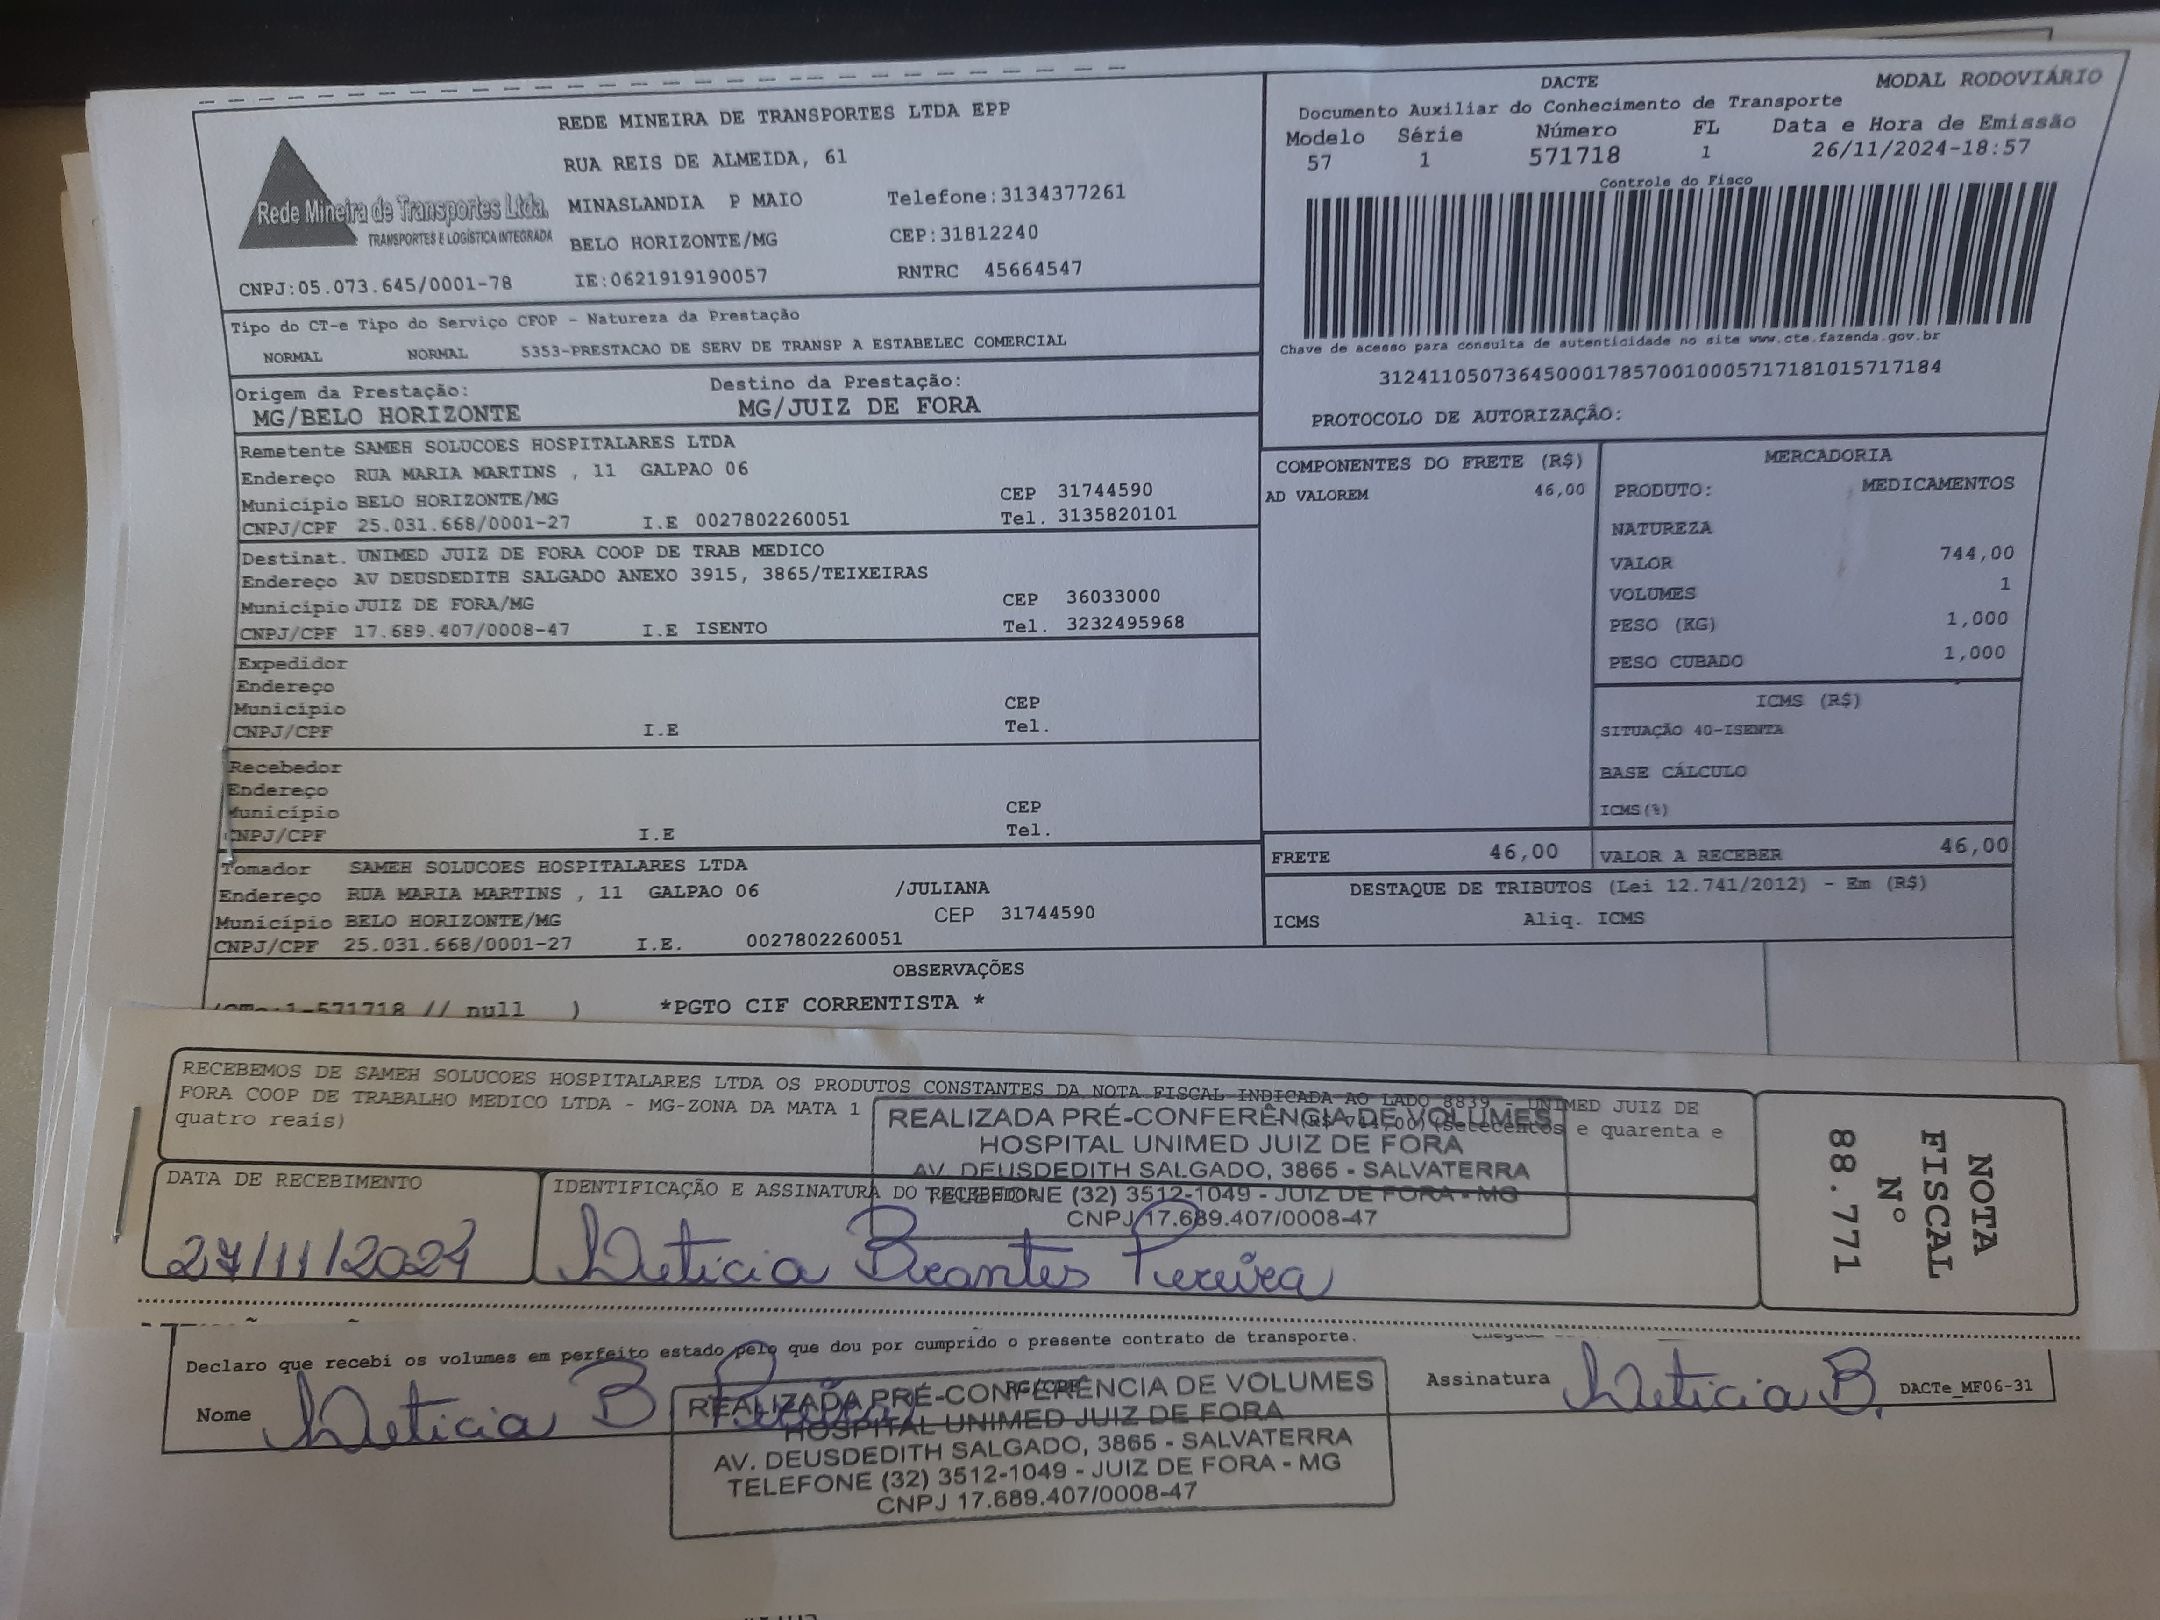 REDE MINEIRA DE TRANSPORTES LTDA EPP
RUA REIS DE ALMEIDA, 61
MINASLANDIA P MAIO Telefone:3134377261
BELO HORIZONTE/MG CEP:31812240
CNPJ:05.073.645/0001-78 IE:0621919190057 RNTRC 45664547
Rede Mineira de Transportes Ltda.
TRANSPORTES E LOGÍSTICA INTEGRADA
DACTE MODAL RODOVIÁRIO
Documento Auxiliar do Conhecimento de Transporte
Modelo Série Número FL Data e Hora de Emissão
57 1 571718 1 26/11/2024-18:57
Controle do Fisco
Chave de acesso para consulta de autenticidade no site www.cte.fazenda.gov.br
31241105073645000178570010005717181015717184
PROTOCOLO DE AUTORIZAÇÃO:
Tipo do CT-e Tipo do Serviço CFOP - Natureza da Prestação
NORMAL NORMAL 5353-PRESTACAO DE SERV DE TRANSP A ESTABELEC COMERCIAL
Origem da Prestação: Destino da Prestação:
MG/BELO HORIZONTE MG/JUIZ DE FORA
Remetente SAMEH SOLUCOES HOSPITALARES LTDA
Endereço RUA MARIA MARTINS , 11 GALPAO 06
Município BELO HORIZONTE/MG CEP 31744590
CNPJ/CPF 25.031.668/0001-27 I.E 0027802260051 Tel. 3135820101
Destinat. UNIMED JUIZ DE FORA COOP DE TRAB MEDICO
Endereço AV DEUSDEDITH SALGADO ANEXO 3915, 3865/TEIXEIRAS
Município JUIZ DE FORA/MG CEP 36033000
CNPJ/CPF 17.689.407/0008-47 I.E ISENTO Tel. 3232495968
Expedidor
Endereço
Município CEP
CNPJ/CPF I.E Tel.
Recebedor
Endereço
Município CEP
CNPJ/CPF I.E Tel.
Tomador SAMEH SOLUCOES HOSPITALARES LTDA
Endereço RUA MARIA MARTINS , 11 GALPAO 06 /JULIANA
Município BELO HORIZONTE/MG CEP 31744590
CNPJ/CPF 25.031.668/0001-27 I.E. 0027802260051
COMPONENTES DO FRETE (R$)
AD VALOREM 46,00
MERCADORIA
PRODUTO: MEDICAMENTOS
NATUREZA
VALOR 744,00
VOLUMES 1
PESO (KG) 1,000
PESO CUBADO 1,000
ICMS (R$)
SITUAÇÃO 40-ISENTA
BASE CÁLCULO
ICMS(%)
FRETE 46,00 VALOR A RECEBER 46,00
DESTAQUE DE TRIBUTOS (Lei 12.741/2012) - Em (R$)
ICMS Aliq. ICMS
OBSERVAÇÕES
1-571718 // null ) *PGTO CIF CORRENTISTA *
RECEBEMOS DE SAMEH SOLUCOES HOSPITALARES LTDA OS PRODUTOS CONSTANTES DA NOTA FISCAL INDICADA AO LADO 8839 - UNIMED JUIZ DE
FORA COOP DE TRABALHO MEDICO LTDA - MG-ZONA DA MATA 1 (R$ 744,00) (Setecentos e quarenta e
quatro reais)
REALIZADA PRÉ-CONFERÊNCIA DE VOLUMES
HOSPITAL UNIMED JUIZ DE FORA
AV. DEUSDEDITH SALGADO, 3865 - SALVATERRA
TELEFONE (32) 3512-1049 - JUIZ DE FORA - MG
CNPJ 17.689.407/0008-47
DATA DE RECEBIMENTO IDENTIFICAÇÃO E ASSINATURA DO RECEBEDOR
27/11/2024 Leticia Brantes Pereira
NOTA
FISCAL
Nº
88.771
Declaro que recebi os volumes em perfeito estado pelo que dou por cumprido o presente contrato de transporte.
Nome Leticia B Pereira RG/CPF Assinatura Leticia B. DACTe_MF06-31
REALIZADA PRÉ-CONFERÊNCIA DE VOLUMES
HOSPITAL UNIMED JUIZ DE FORA
AV. DEUSDEDITH SALGADO, 3865 - SALVATERRA
TELEFONE (32) 3512-1049 - JUIZ DE FORA - MG
CNPJ 17.689.407/0008-47